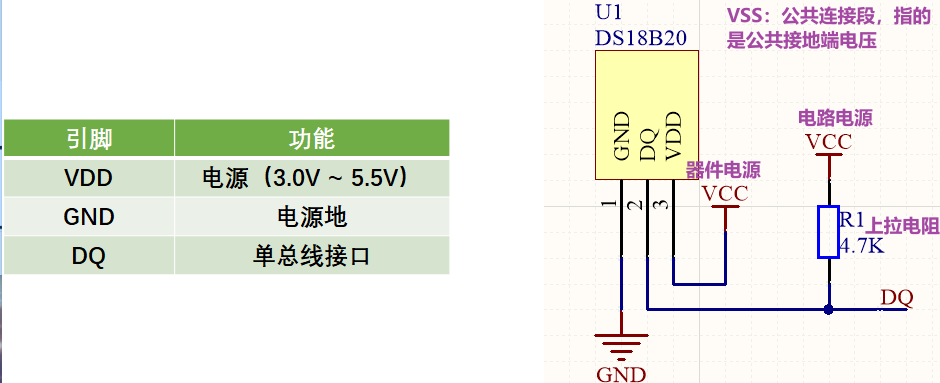 引脚 功能
VDD 电源（3.0V ~ 5.5V）
GND 电源地
DQ 单总线接口
U1
DS18B20
VSS：公共连接段，指的
是公共接地端电压
GND
DQ
VDD
1
2
3
器件电源
VCC
电路电源
VCC
R1
上拉电阻
4.7K
DQ
GND